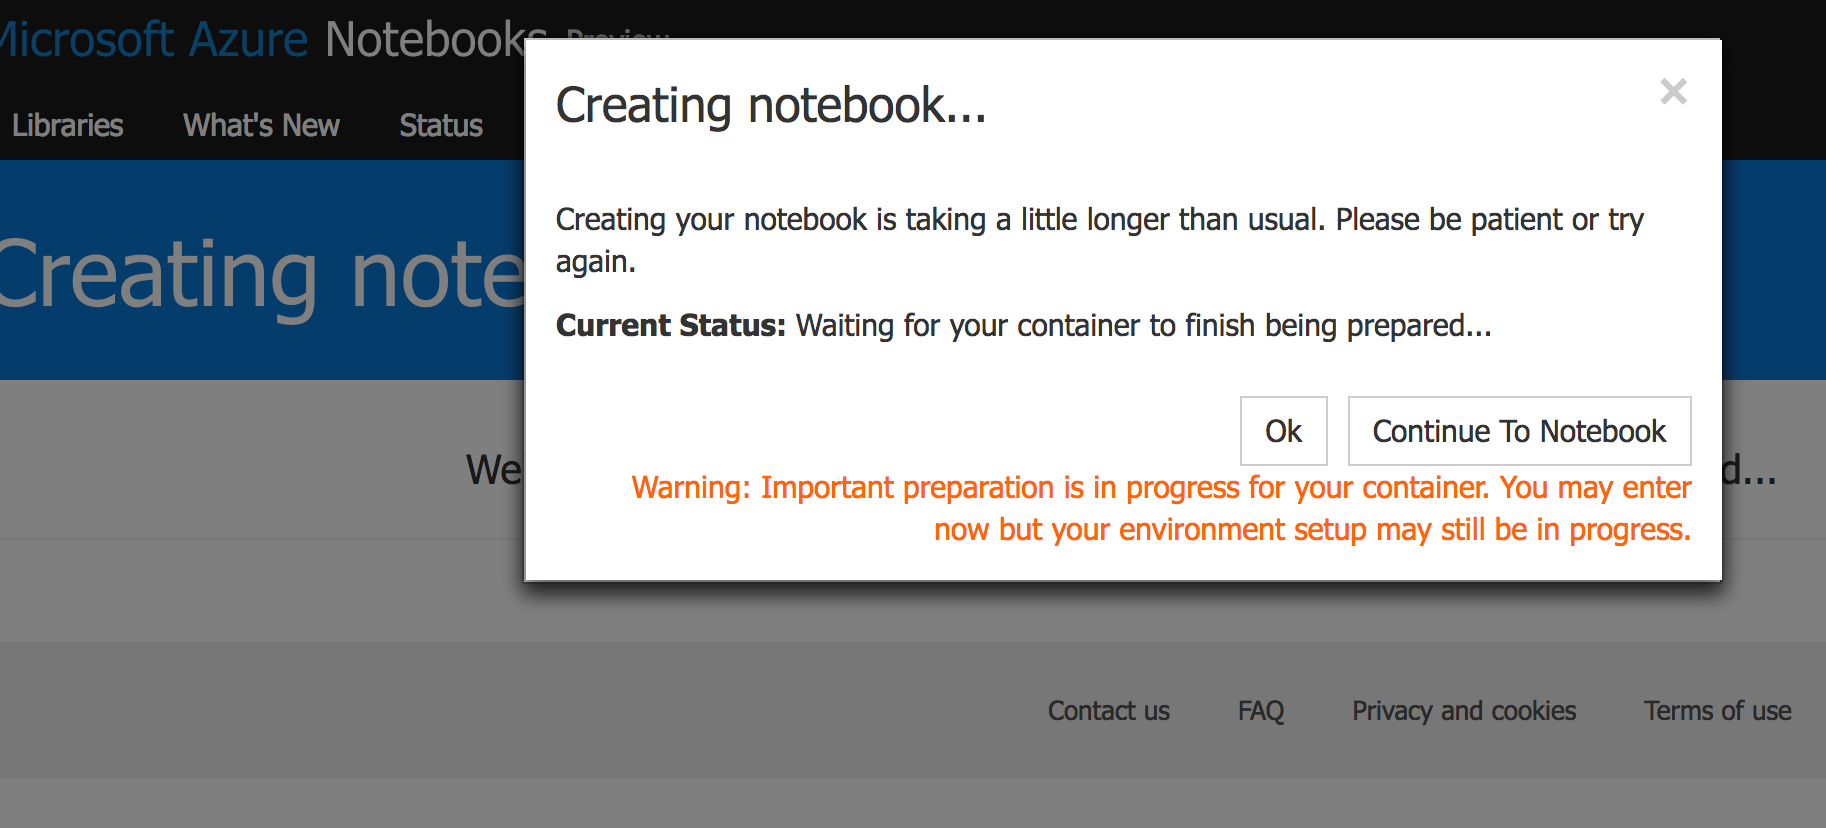 Microsoft Azure Notebooks Preview
Libraries What's New Status
Creating note
We
d...
Creating notebook...
×
Creating your notebook is taking a little longer than usual. Please be patient or try
again.
Current Status: Waiting for your container to finish being prepared...
Ok Continue To Notebook
Warning: Important preparation is in progress for your container. You may enter
now but your environment setup may still be in progress.
Contact us FAQ Privacy and cookies Terms of use